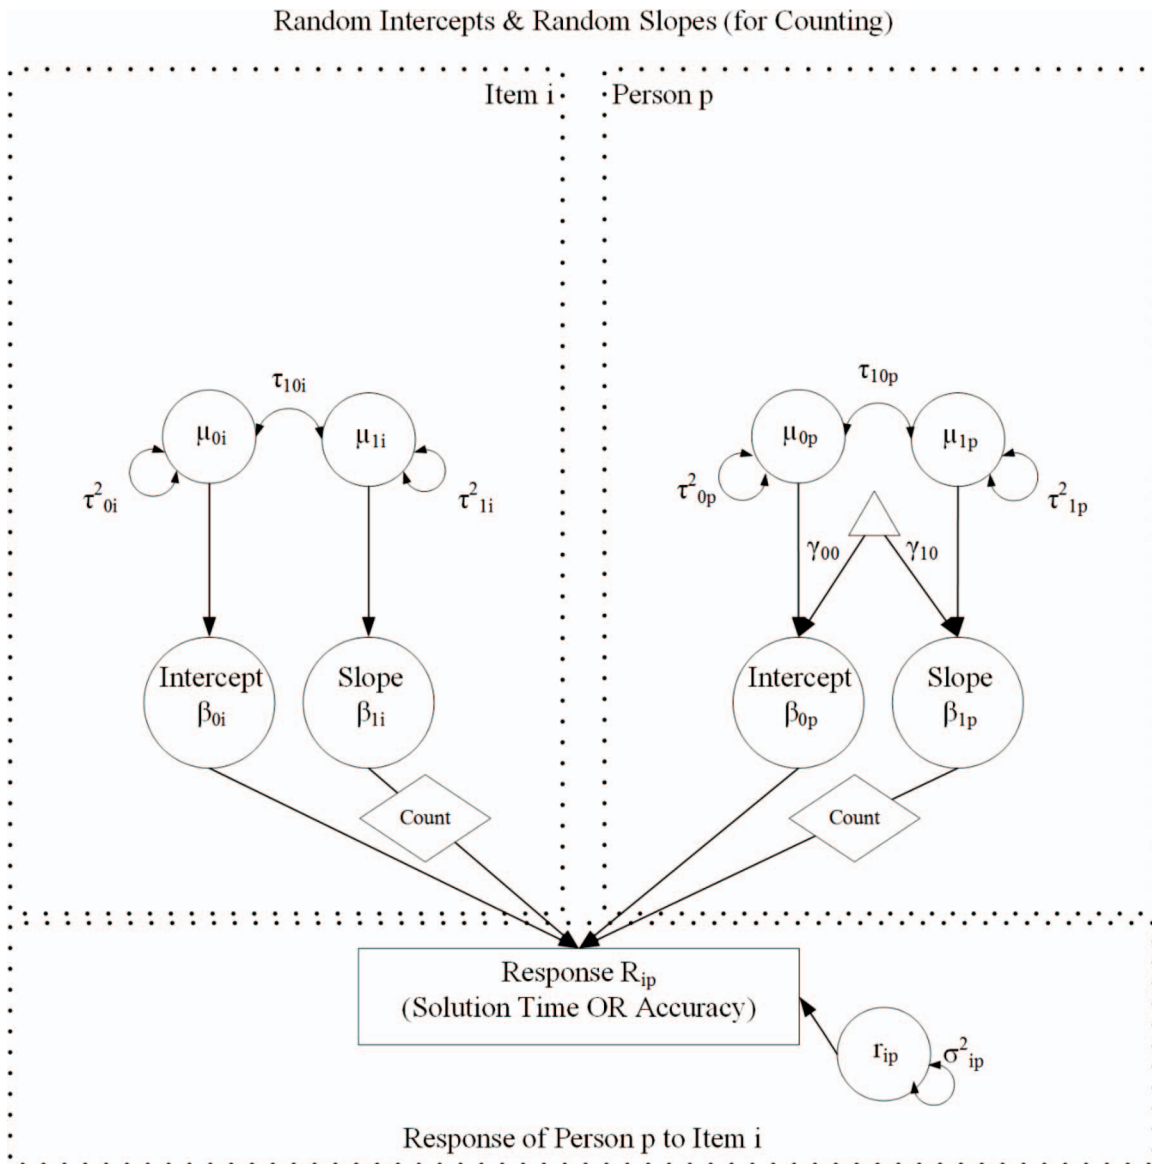 Random Intercepts & Random Slopes (for Counting)
Item i
Person p
τ10i
μ0i
μ1i
τ²0i
τ²1i
τ10p
μ0p
μ1p
τ²0p
τ²1p
γ00
γ10
Intercept
β0i
Slope
β1i
Intercept
β0p
Slope
β1p
Count
Count
Response Rip
(Solution Time OR Accuracy)
rip
σ²ip
Response of Person p to Item i